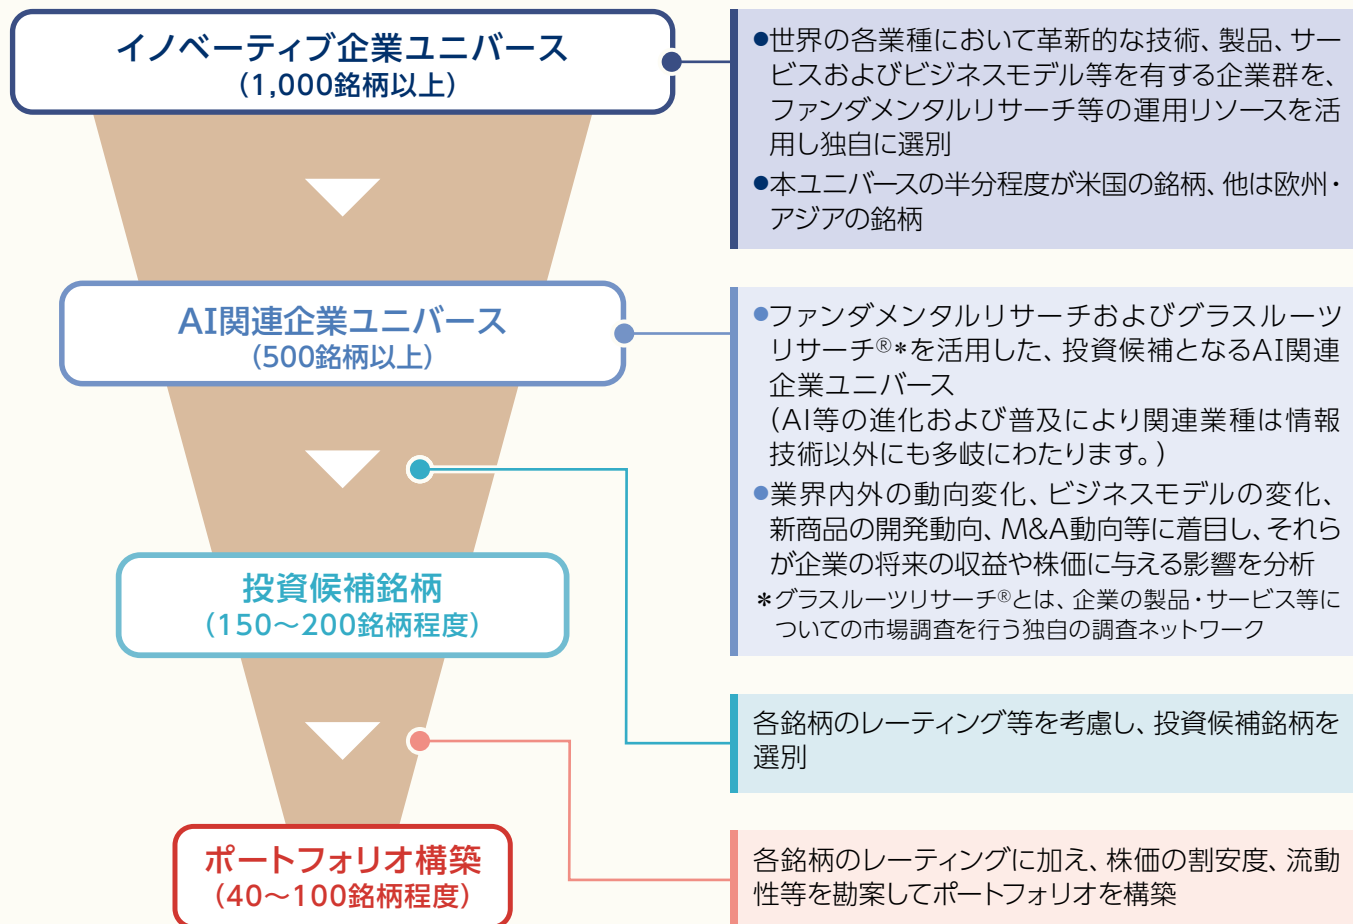 イノベーティブ企業ユニバース
(1,000銘柄以上)
●世界の各業種において革新的な技術、製品、サー
ビスおよびビジネスモデル等を有する企業群を、
ファンダメンタルリサーチ等の運用リソースを活
用し独自に選別
●本ユニバースの半分程度が米国の銘柄、他は欧州・
アジアの銘柄
AI関連企業ユニバース
(500銘柄以上)
●ファンダメンタルリサーチおよびグラスルーツ
リサーチ®*を活用した、投資候補となるAI関連
企業ユニバース
(AI等の進化および普及により関連業種は情報
技術以外にも多岐にわたります。)
●業界内外の動向変化、ビジネスモデルの変化、
新商品の開発動向、M&A動向等に着目し、それら
が企業の将来の収益や株価に与える影響を分析
*グラスルーツリサーチ®とは、企業の製品・サービス等に
ついての市場調査を行う独自の調査ネットワーク
投資候補銘柄
(150～200銘柄程度)
各銘柄のレーティング等を考慮し、投資候補銘柄を
選別
ポートフォリオ構築
(40～100銘柄程度)
各銘柄のレーティングに加え、株価の割安度、流動
性等を勘案してポートフォリオを構築